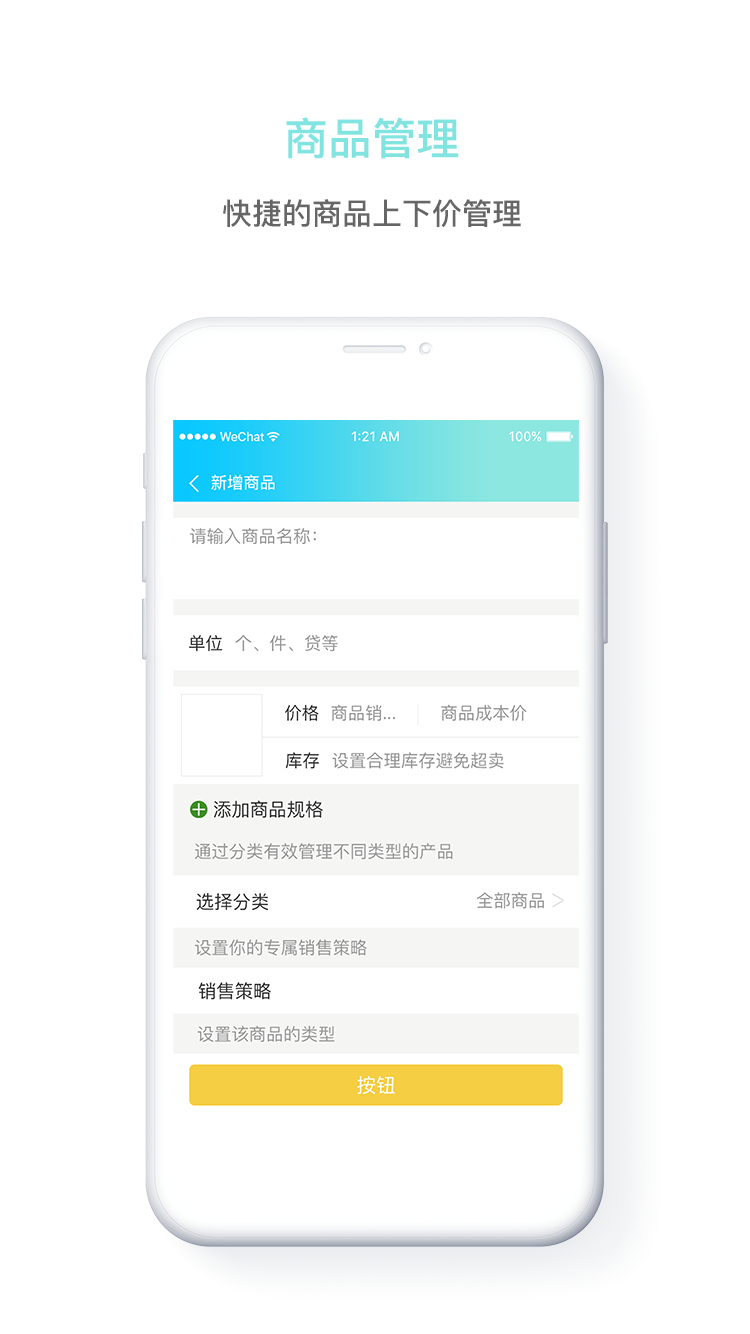 商品管理
快捷的商品上下价管理
WeChat 1:21 AM 100%
新增商品
请输入商品名称：
单位 个、件、贷等
价格 商品销... 商品成本价
库存 设置合理库存避免超卖
添加商品规格
通过分类有效管理不同类型的产品
选择分类 全部商品
设置你的专属销售策略
销售策略
设置该商品的类型
按钮